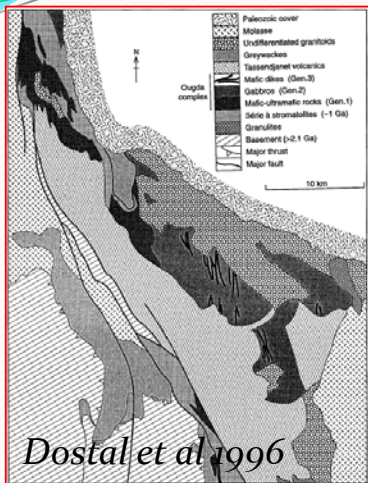 Paleozoic cover
Molasse
Undifferentiated granitoids
Greywackes
Tassendjanet volcanics
Ougda
complex
Mafic dikes (Gen.3)
Gabbros (Gen.2)
Mafic-ultramafic rocks (Gen.1)
Série à stromatolites (~1 Ga)
Granulites
Basement (>2.1 Ga)
Major thrust
Major fault
N
10 km
Dostal et al 1996